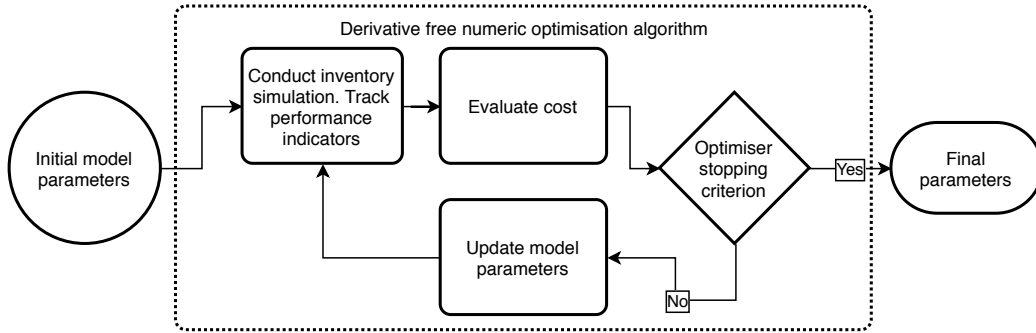 Derivative free numeric optimisation algorithm
Initial model
parameters
Conduct inventory
simulation. Track
performance
indicators
Evaluate cost
Optimiser
stopping
criterion
Yes
Final
parameters
No
Update model
parameters